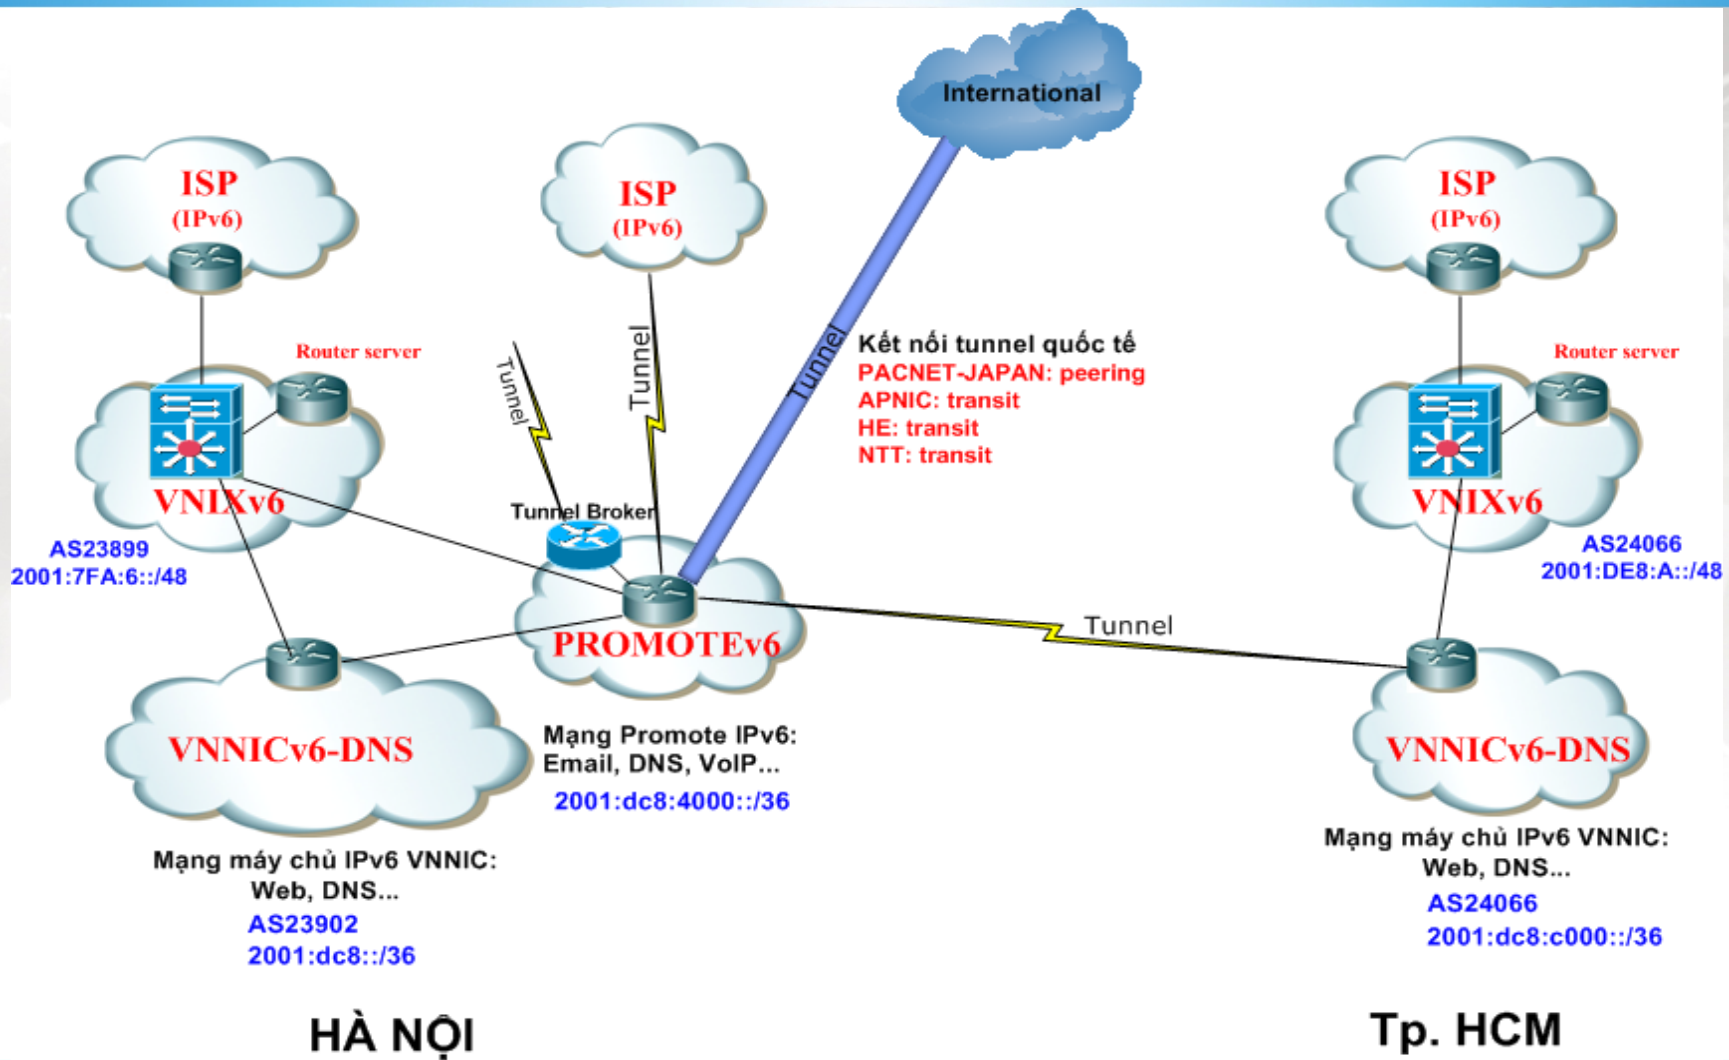 International
ISP
(IPv6)
ISP
(IPv6)
ISP
(IPv6)
Router server
Tunnel
Tunnel
Tunnel
Kết nối tunnel quốc tế
PACNET-JAPAN: peering
APNIC: transit
HE: transit
NTT: transit
Router server
VNIXv6
AS23899
2001:7FA:6::/48
Tunnel Broker
VNIXv6
AS24066
2001:DE8:A::/48
PROMOTEv6
Tunnel
VNNICv6-DNS
Mạng Promote IPv6:
Email, DNS, VoIP...
2001:dc8:4000::/36
VNNICv6-DNS
Mạng máy chủ IPv6 VNNIC:
Web, DNS...
AS23902
2001:dc8::/36
Mạng máy chủ IPv6 VNNIC:
Web, DNS...
AS24066
2001:dc8:c000::/36
HÀ NỘI
Tp. HCM